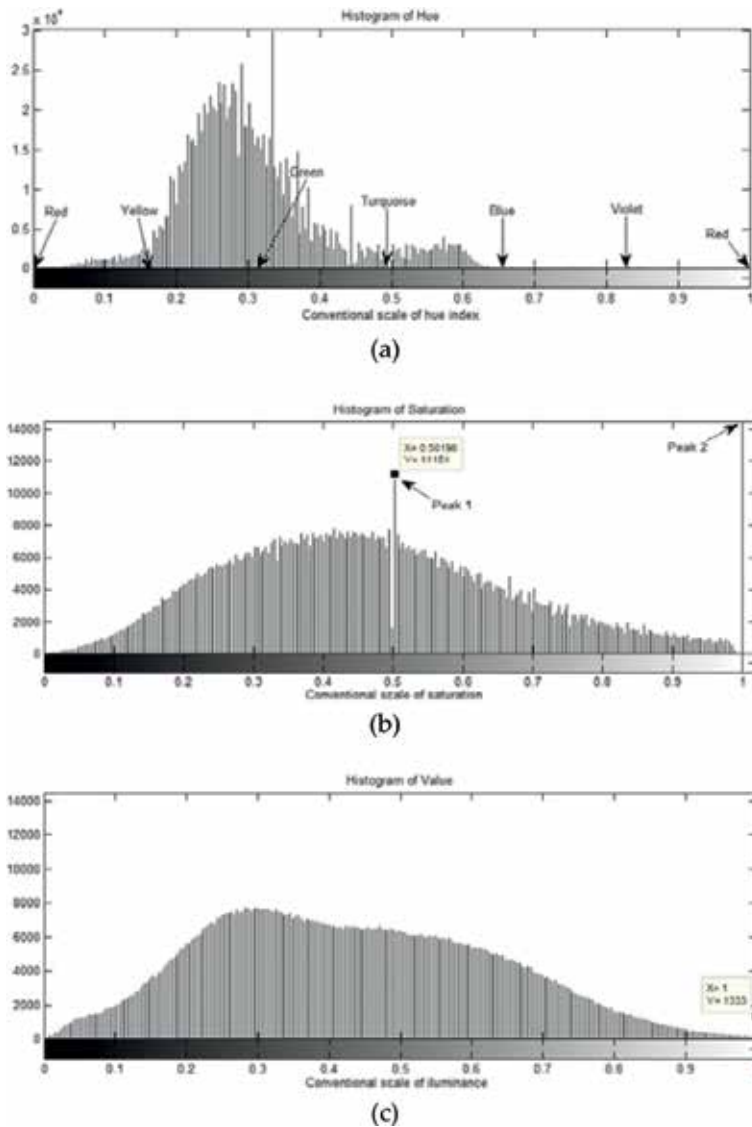 Histogram of Hue
x 10⁴
3
2.5
2
1.5
1
0.5
0
Red
Yellow
Green
Turquoise
Blue
Violet
Red
0 0.1 0.2 0.3 0.4 0.5 0.6 0.7 0.8 0.9 1
Conventional scale of hue index
(a)
Histogram of Saturation
14000
12000
10000
8000
6000
4000
2000
0
X= 0.50196
Peak 1
Peak 2
0 0.1 0.2 0.3 0.4 0.5 0.6 0.7 0.8 0.9 1
Conventional scale of saturation
(b)
Histogram of Value
14000
12000
10000
8000
6000
4000
2000
0
X= 1
Y= 1333
0 0.1 0.2 0.3 0.4 0.5 0.6 0.7 0.8 0.9
Conventional scale of iluminance
(c)